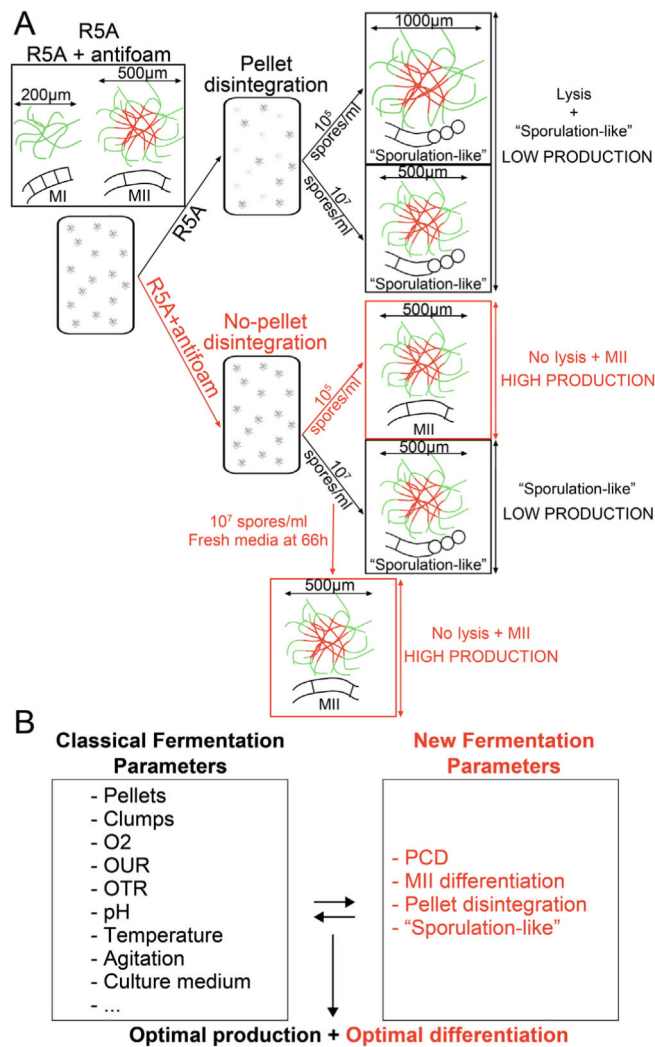 A
R5A
R5A + antifoam
200µm
500µm
MI
MII
R5A
R5A+antifoam
Pellet
disintegration
10⁵
spores/ml
10⁷
spores/ml
1000µm
"Sporulation-like"
500µm
"Sporulation-like"
Lysis
+
"Sporulation-like"
LOW PRODUCTION
No-pellet
disintegration
10⁵
spores/ml
10⁷
spores/ml
500µm
MII
No lysis + MII
HIGH PRODUCTION
500µm
"Sporulation-like"
"Sporulation-like"
LOW PRODUCTION
10⁷ spores/ml
Fresh media at 66h
500µm
MII
No lysis + MII
HIGH PRODUCTION
B
Classical Fermentation
Parameters
- Pellets
- Clumps
- O2
- OUR
- OTR
- pH
- Temperature
- Agitation
- Culture medium
- ...
New Fermentation
Parameters
- PCD
- MII differentiation
- Pellet disintegration
- "Sporulation-like"
Optimal production + Optimal differentiation